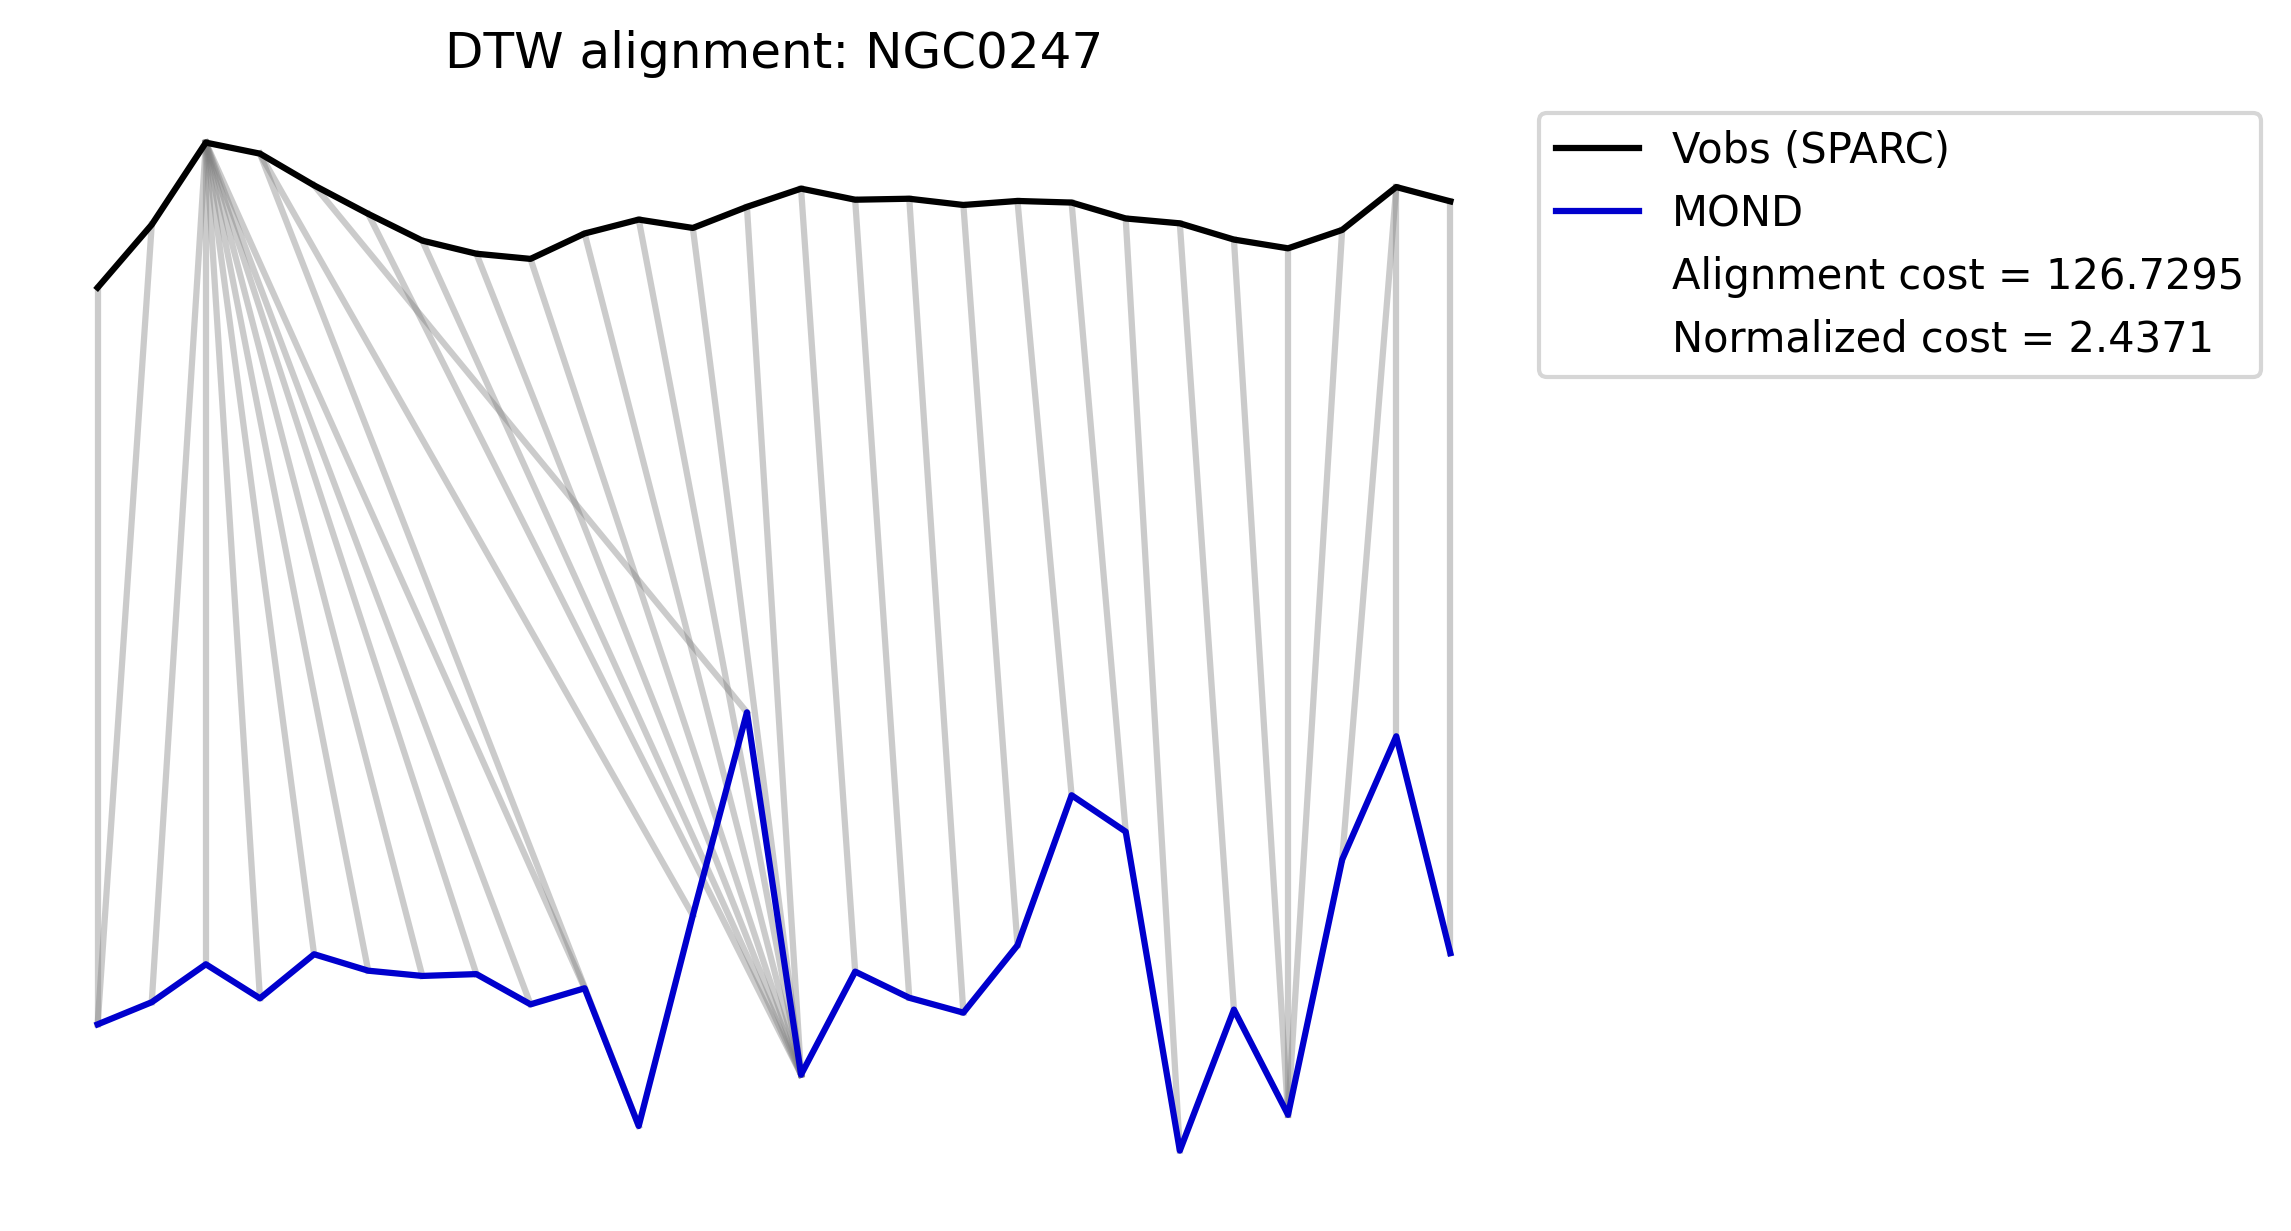 DTW alignment: NGC0247
Vobs (SPARC)
MOND
Alignment cost = 126.7295
Normalized cost = 2.4371